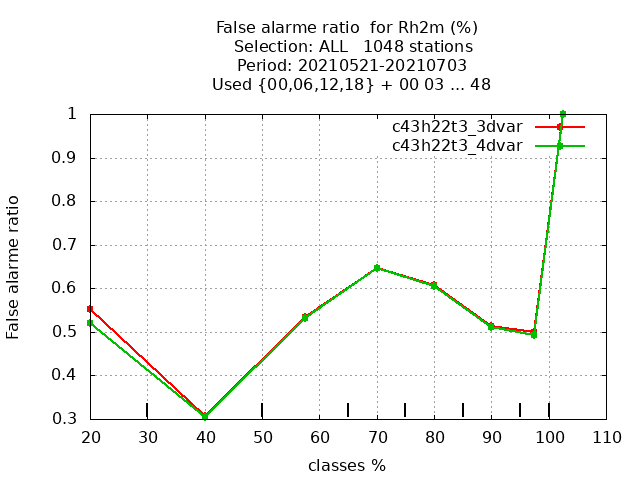 False alarme ratio  for Rh2m (%)
Selection: ALL   1048 stations
Period: 20210521-20210703
Used {00,06,12,18} + 00 03 ... 48
c43h22t3_3dvar
c43h22t3_4dvar
False alarme ratio
1
0.9
0.8
0.7
0.6
0.5
0.4
0.3
20 30 40 50 60 70 80 90 100 110
classes %